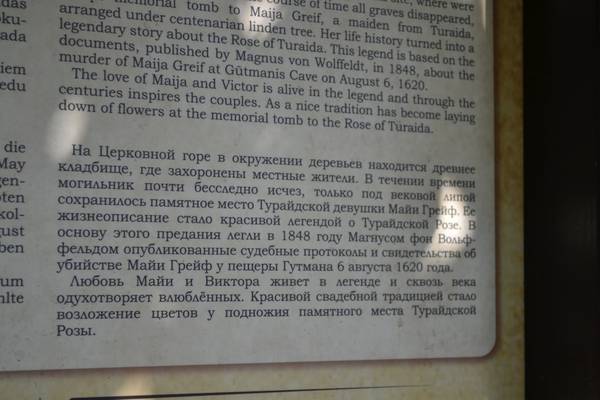 course of time all graves disappeared,
memorial tomb to Maija Greif, a maiden from Turaida,
arranged under centenarian linden tree. Her life history turned into a
legendary story about the Rose of Turaida. This legend is based on the
documents, published by Magnus von Wolffeldt, in 1848, about the
murder of Maija Greif at Gūtmanis Cave on August 6, 1620.
The love of Maija and Victor is alive in the legend and through the
centuries inspires the couples. As a nice tradition has become laying
down of flowers at the memorial tomb to the Rose of Turaida.
На Церковной горе в окружении деревьев находится древнее
кладбище, где захоронены местные жители. В течении времени
могильник почти бесследно исчез, только под вековой липой
сохранилось памятное место Турайдской девушки Майи Грейф. Ее
жизнеописание стало красивой легендой о Турайдской Розе. В
основу этого предания легли в 1848 году Магнусом фон Вольф-
фельдом опубликованные судебные протоколы и свидетельства об
убийстве Майи Грейф у пещеры Гутмана 6 августа 1620 года.
Любовь Майи и Виктора живет в легенде и сквозь века
одухотворяет влюблённых. Красивой свадебной традицией стало
возложение цветов у подножия памятного места Турайдской
Розы.